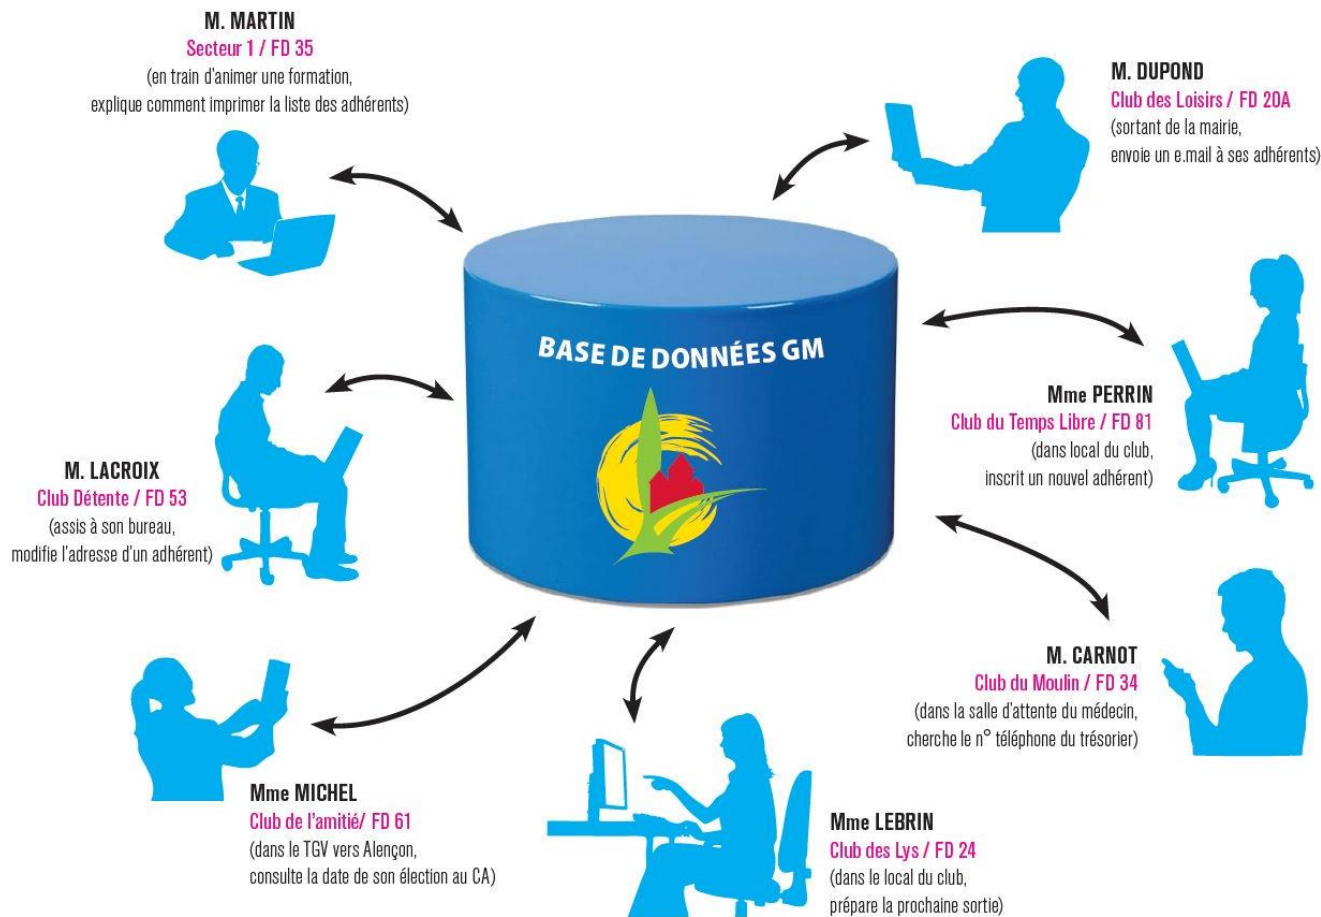 M. MARTIN
Secteur 1 / FD 35
(en train d'animer une formation,
explique comment imprimer la liste des adhérents)
M. DUPOND
Club des Loisirs / FD 20A
(sortant de la mairie,
envoie un e.mail à ses adhérents)
BASE DE DONNÉES GM
Mme PERRIN
Club du Temps Libre / FD 81
(dans local du club,
inscrit un nouvel adhérent)
M. LACROIX
Club Détente / FD 53
(assis à son bureau,
modifie l'adresse d'un adhérent)
M. CARNOT
Club du Moulin / FD 34
(dans la salle d'attente du médecin,
cherche le n° téléphone du trésorier)
Mme MICHEL
Club de l'amitié/ FD 61
(dans le TGV vers Alençon,
consulte la date de son élection au CA)
Mme LEBRIN
Club des Lys / FD 24
(dans le local du club,
prépare la prochaine sortie)